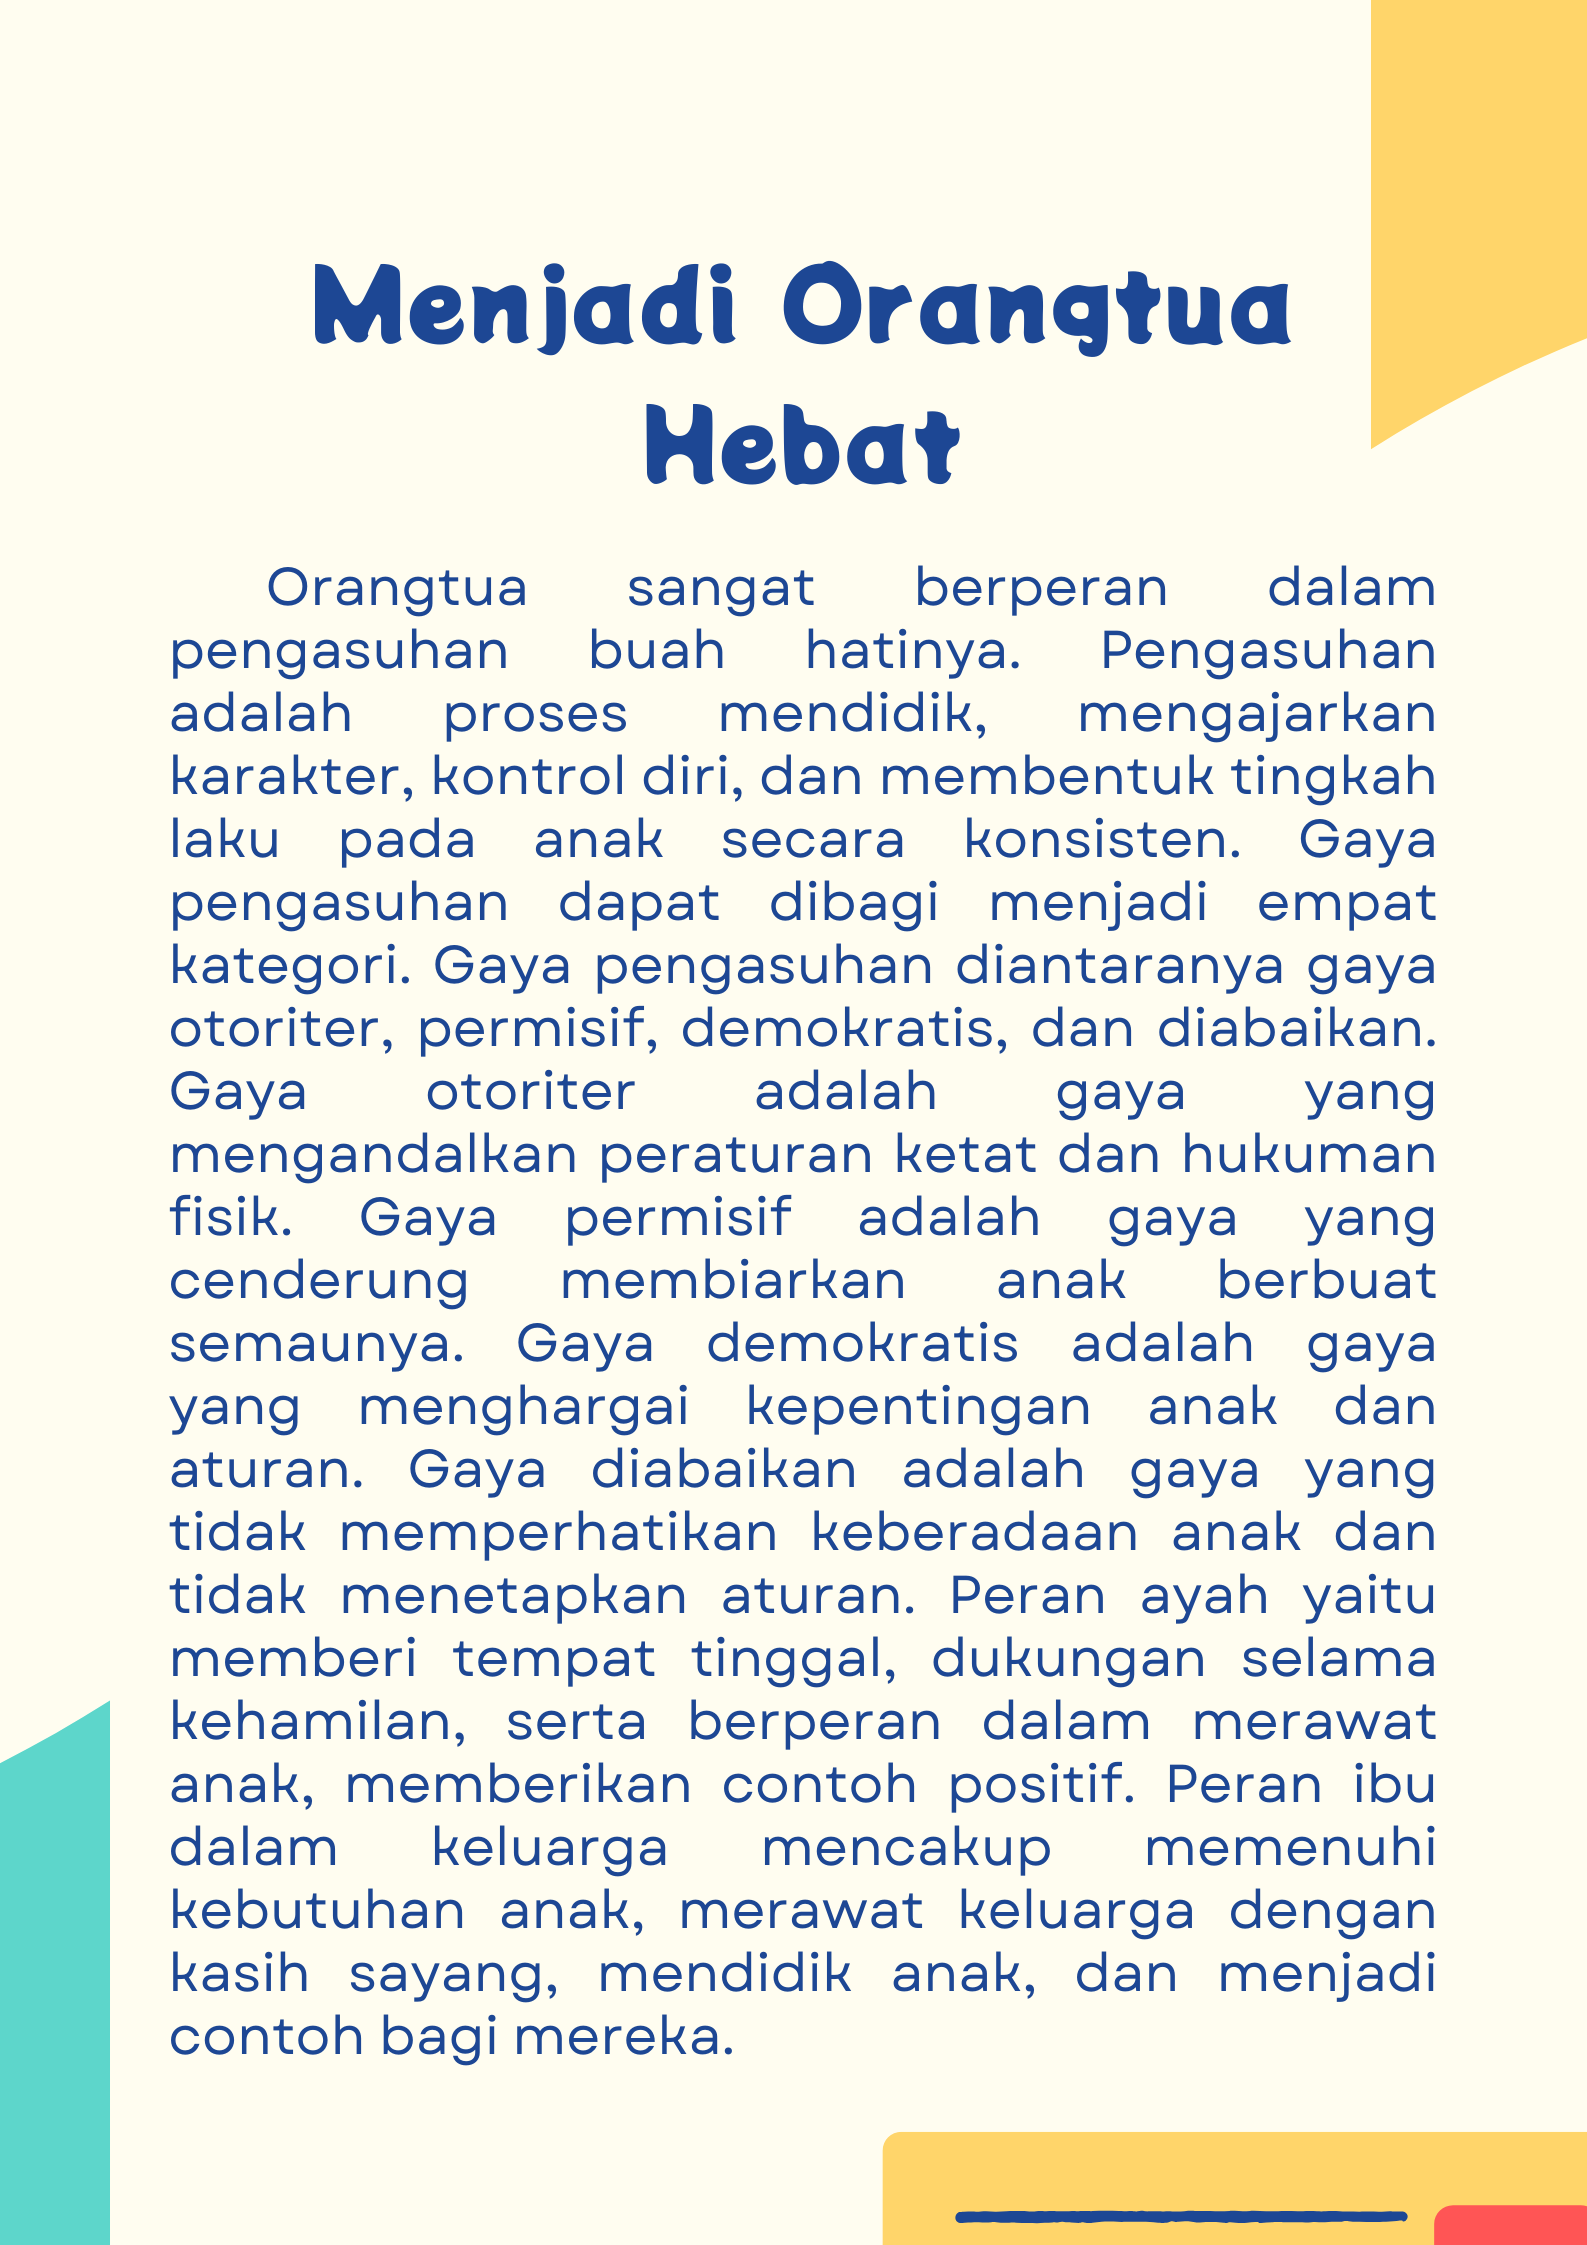 Menjadi Orangtua
Hebat
Orangtua sangat berperan dalam
pengasuhan buah hatinya. Pengasuhan
adalah proses mendidik, mengajarkan
karakter, kontrol diri, dan membentuk tingkah
laku pada anak secara konsisten. Gaya
pengasuhan dapat dibagi menjadi empat
kategori. Gaya pengasuhan diantaranya gaya
otoriter, permisif, demokratis, dan diabaikan.
Gaya otoriter adalah gaya yang
mengandalkan peraturan ketat dan hukuman
fisik. Gaya permisif adalah gaya yang
cenderung membiarkan anak berbuat
semaunya. Gaya demokratis adalah gaya
yang menghargai kepentingan anak dan
aturan. Gaya diabaikan adalah gaya yang
tidak memperhatikan keberadaan anak dan
tidak menetapkan aturan. Peran ayah yaitu
memberi tempat tinggal, dukungan selama
kehamilan, serta berperan dalam merawat
anak, memberikan contoh positif. Peran ibu
dalam keluarga mencakup memenuhi
kebutuhan anak, merawat keluarga dengan
kasih sayang, mendidik anak, dan menjadi
contoh bagi mereka.